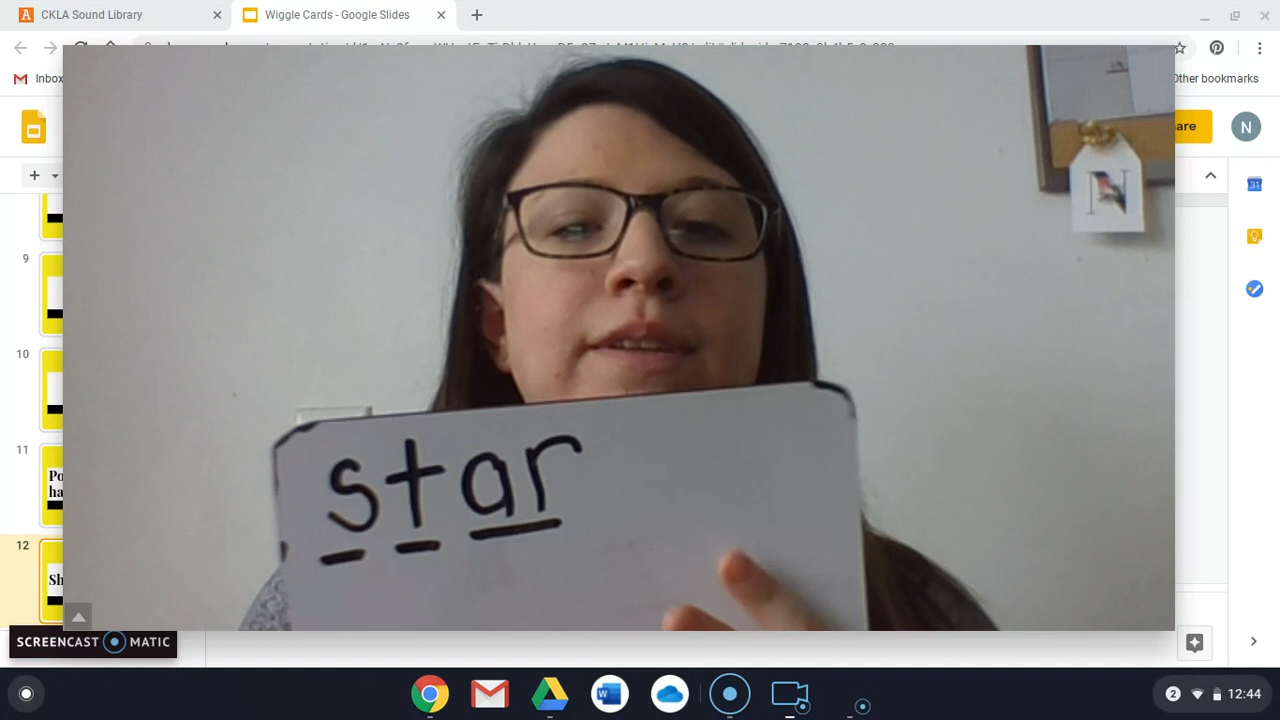 CKLA Sound Library
Wiggle Cards - Google Slides
Inbox
Other bookmarks
N
N
31
9
10
11
12
Po
ha
Sh
star
SCREENCAST MATIC
W
2
12:44